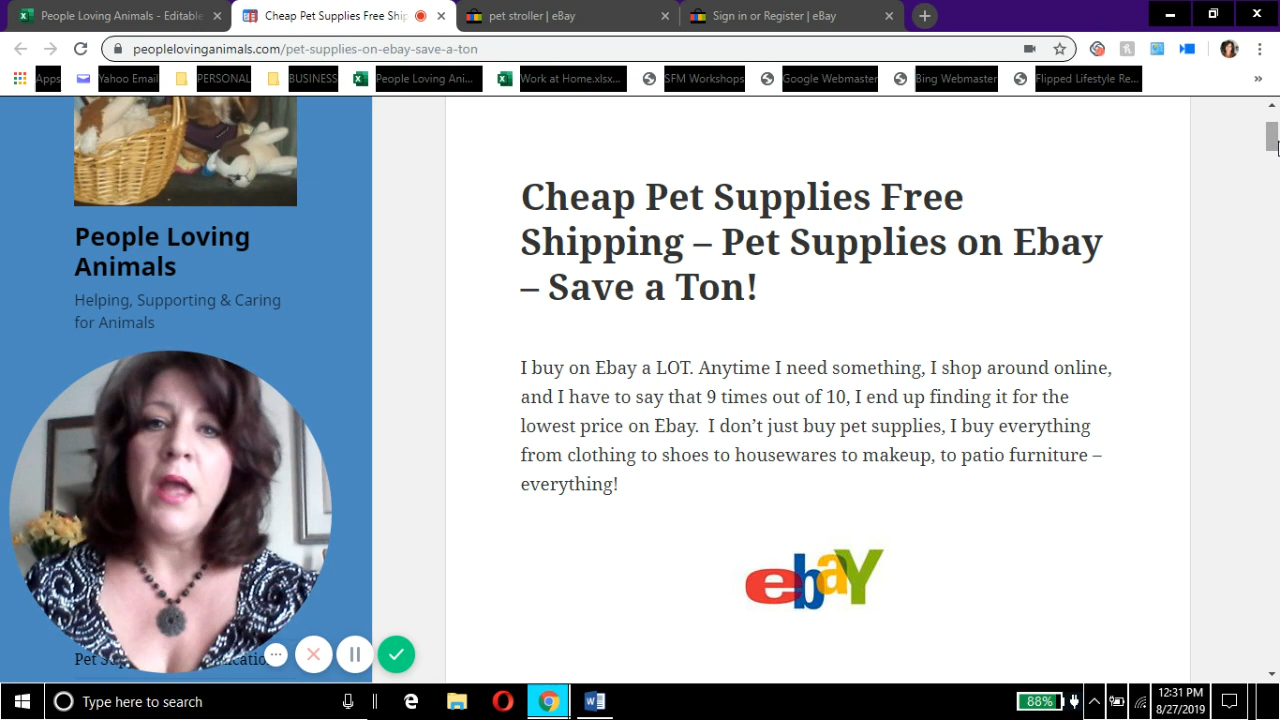 People Loving Animals - Editable
Cheap Pet Supplies Free Ship
pet stroller | eBay
Sign in or Register | eBay
peoplelovinganimals.com/pet-supplies-on-ebay-save-a-ton
Apps
Yahoo Email
PERSONAL
BUSINESS
People Loving Ani...
Work at Home.xlsx...
SFM Workshops
Google Webmaster
Bing Webmaster
Flipped Lifestyle Re...
»
People Loving
Animals
Helping, Supporting & Caring
for Animals
Cheap Pet Supplies Free
Shipping – Pet Supplies on Ebay
– Save a Ton!
I buy on Ebay a LOT. Anytime I need something, I shop around online,
and I have to say that 9 times out of 10, I end up finding it for the
lowest price on Ebay.  I don’t just buy pet supplies, I buy everything
from clothing to shoes to housewares to makeup, to patio furniture –
everything!
ebaY
Pet
Type here to search
88%
12:31 PM
8/27/2019